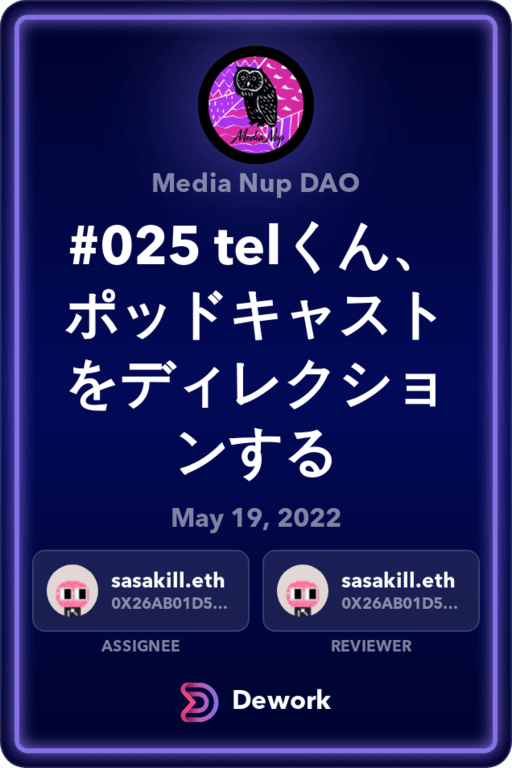 Media Nup
Media Nup DAO
#025 telくん、
ポッドキャスト
をディレクショ
ンする
May 19, 2022
sasakill.eth
0X26AB01D5...
ASSIGNEE
sasakill.eth
0X26AB01D5...
REVIEWER
Dework